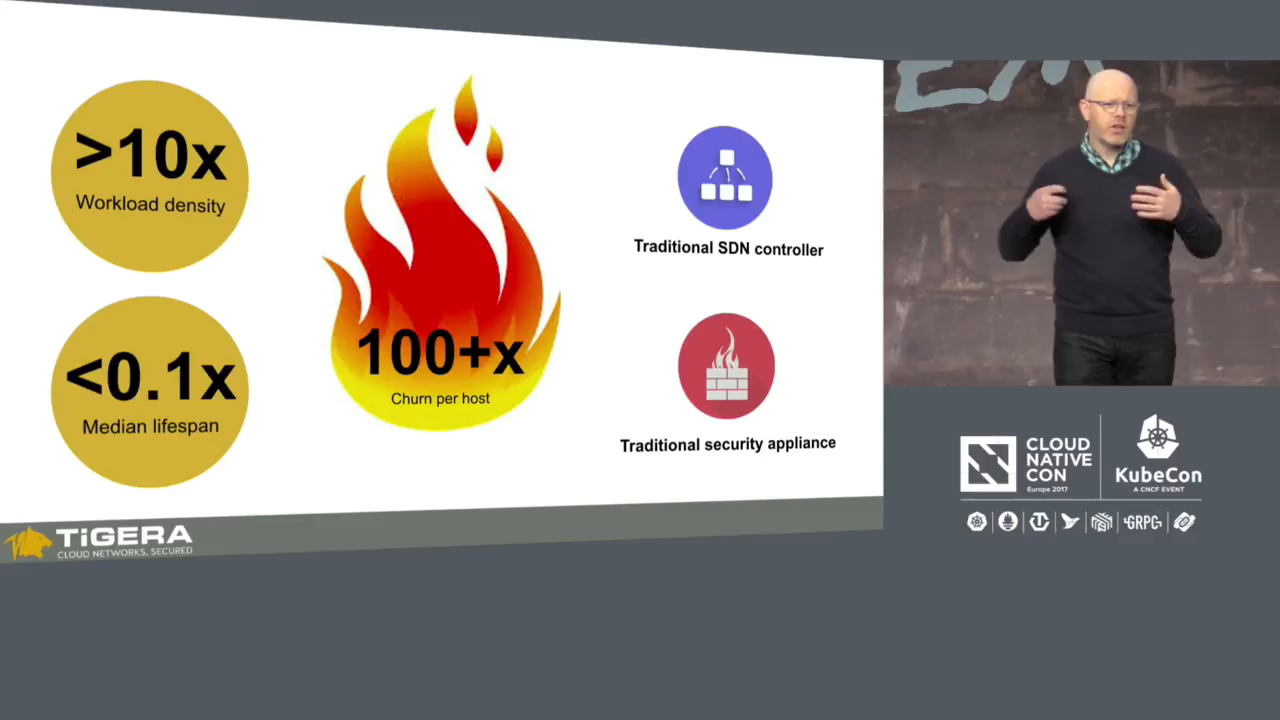 >10x
Workload density
<0.1x
Median lifespan
100+x
Churn per host
Traditional SDN controller
Traditional security appliance
TiGERA
CLOUD NETWORKS, SECURED
CLOUD
NATIVE
CON
Europe 2017
KubeCon
A CNCF EVENT
GRPC